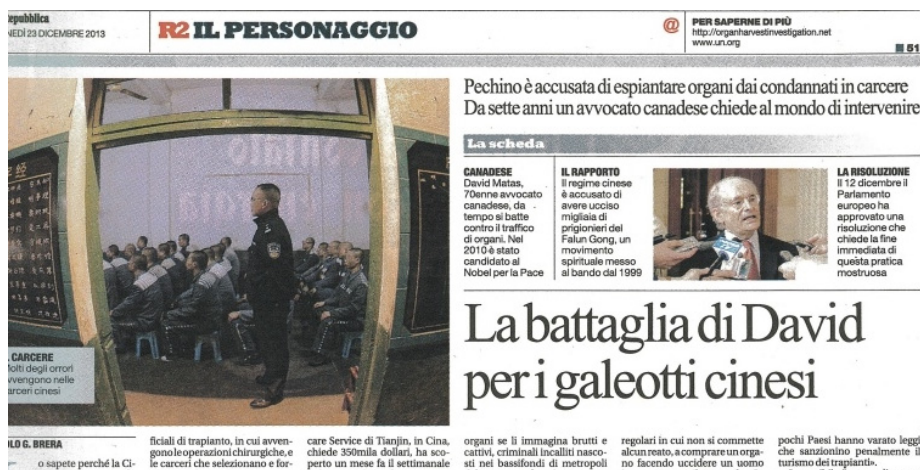 epubblica
NEDÌ 23 DICEMBRE 2013
R2 IL PERSONAGGIO
@
PER SAPERNE DI PIÙ
http://organharvestinvestigation.net
www.un.org
51
Pechino è accusata di espiantare organi dai condannati in carcere
Da sette anni un avvocato canadese chiede al mondo di intervenire
La scheda
CANADESE
David Matas,
70enne avvocato
canadese, da
tempo si batte
contro il traffico
di organi. Nel
2010 è stato
candidato al
Nobel per la Pace
IL RAPPORTO
Il regime cinese
è accusato di
avere ucciso
migliaia di
prigionieri del
Falun Gong, un
movimento
spirituale messo
al bando dal 1999
LA RISOLUZIONE
Il 12 dicembre il
Parlamento
europeo ha
approvato una
risoluzione che
chiede la fine
immediata di
questa pratica
mostruosa
CARCERE
Molti degli orrori
avvengono nelle
carceri cinesi
La battaglia di David
per i galeotti cinesi
OLO G. BRERA
o sapete perché la Ci-
ficiali di trapianto, in cui avven-
gono le operazioni chirurgiche, e
le carceri che selezionano e for-
care Service di Tianjin, in Cina,
chiede 350mila dollari, ha sco-
perto un mese fa il settimanale
organi se li immagina brutti e
cattivi, criminali incalliti nasco-
sti nei bassifondi di metropoli
regolari in cui non si commette
alcun reato, a comprare un orga-
no facendo uccidere un uomo
pochi Paesi hanno varato leggi
che sanzionino penalmente il
turismo dei trapianti».